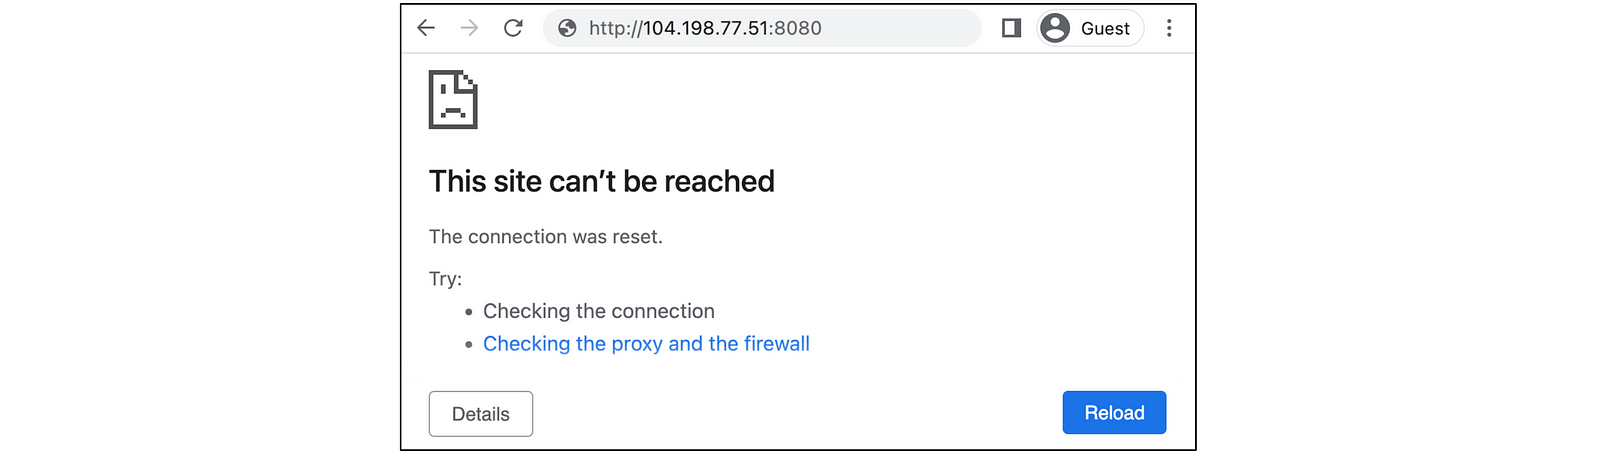 http://104.198.77.51:8080
Guest
This site can’t be reached
The connection was reset.
Try:
• Checking the connection
• Checking the proxy and the firewall
Details
Reload